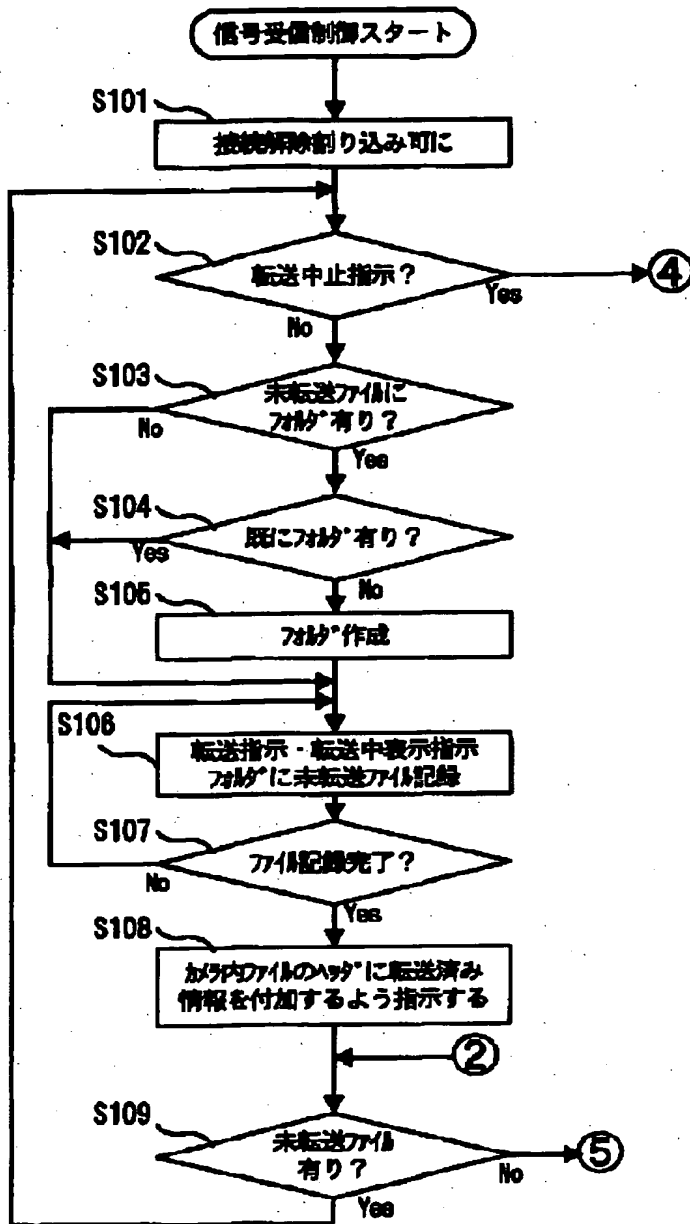 信号受信制御スタート
S101
接続解除割り込み可に
S102
転送中止指示？
Yes
④
No
S103
未転送ファイルに
フォルダ有り？
No
Yes
S104
既にフォルダ有り？
Yes
No
S105
フォルダ作成
S106
転送指示・転送中表示指示
フォルダに未転送ファイル記録
S107
ファイル記録完了？
No
Yes
S108
カメラ内ファイルのヘッダに転送済み
情報を付加するよう指示する
②
S109
未転送ファイル
有り？
No
⑤
Yes